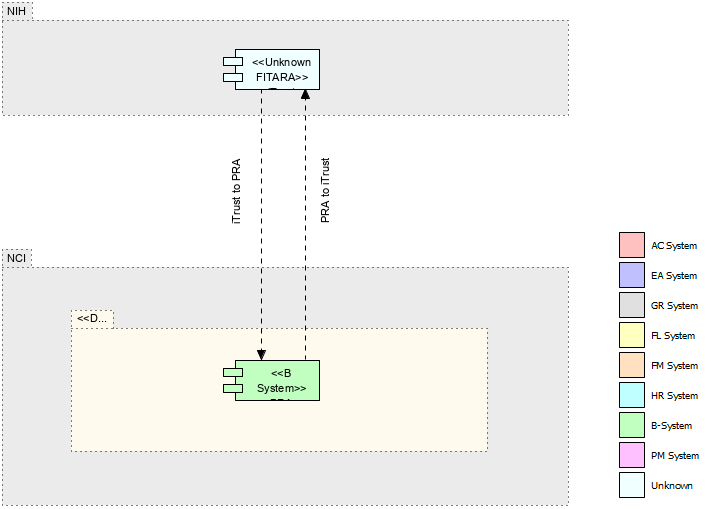 NIH
<<Unknown
FITARA>>
iTrust to PRA
PRA to iTrust
NCI
<<D...
<<B
System>>
AC System
EA System
GR System
FL System
FM System
HR System
B-System
PM System
Unknown